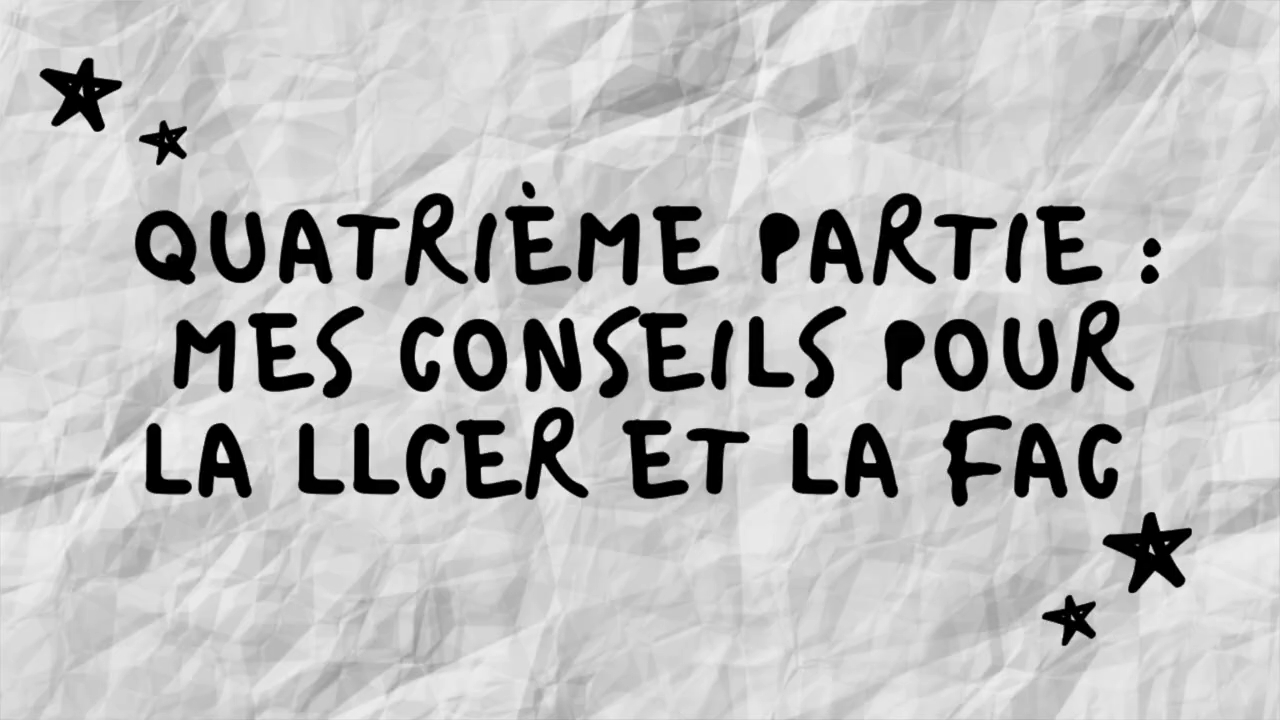 QUATRIÈME PARTIE :
MES CONSEILS POUR
LA LLCER ET LA FAC